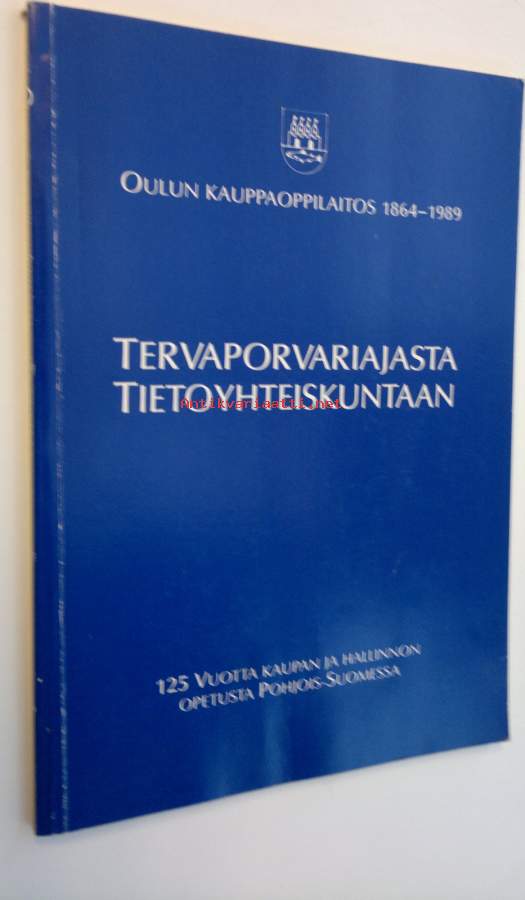 OULUN KAUPPAOPPILAITOS 1864–1989
TERVAPORVARIAJASTA
TIETOYHTEISKUNTAAN
Antikvariaatti.net
125 VUOTTA KAUPAN JA HALLINNON
OPETUSTA POHJOIS-SUOMESSA